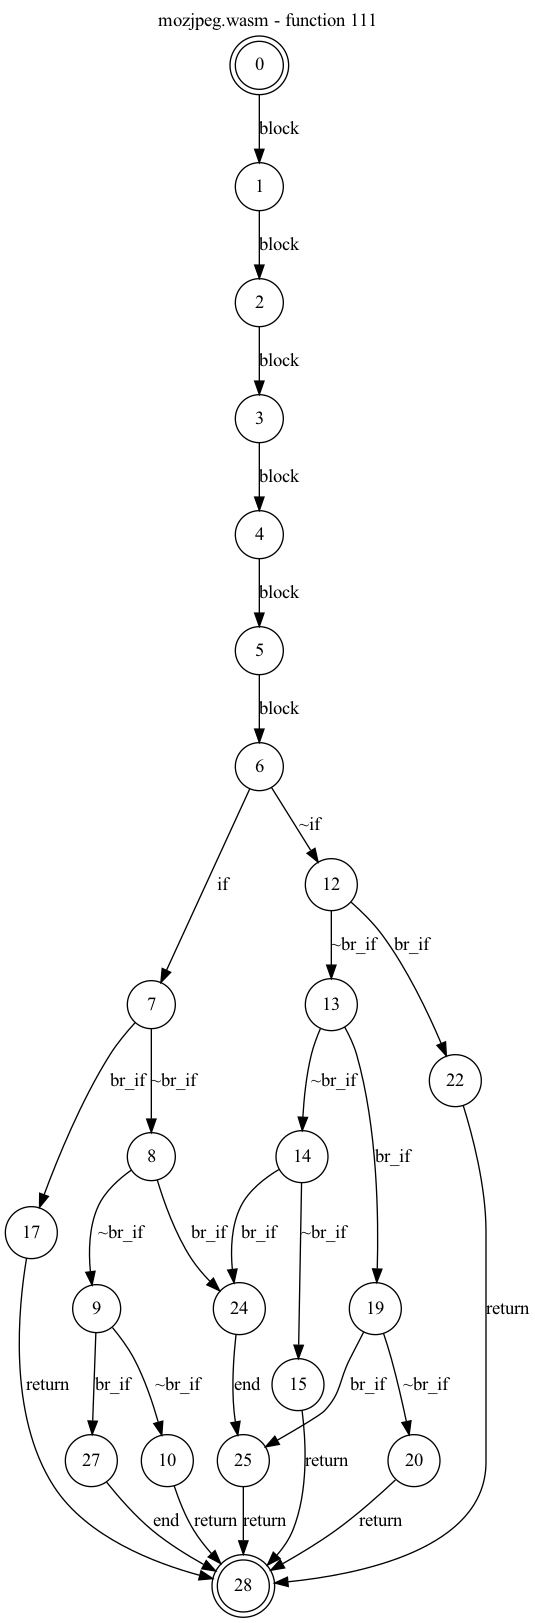 mozjpeg.wasm - function 111
0
block
1
block
2
block
3
block
4
block
5
block
6
~if
if
12
~br_if br_if
7
13
br_if ~br_if
~br_if
22
8
14
br_if
17
~br_if
br_if br_if
~br_if
9
24
19
return
return
br_if
~br_if
end
15
br_if
~br_if
27
10
25
return
20
end
return
return
return
28